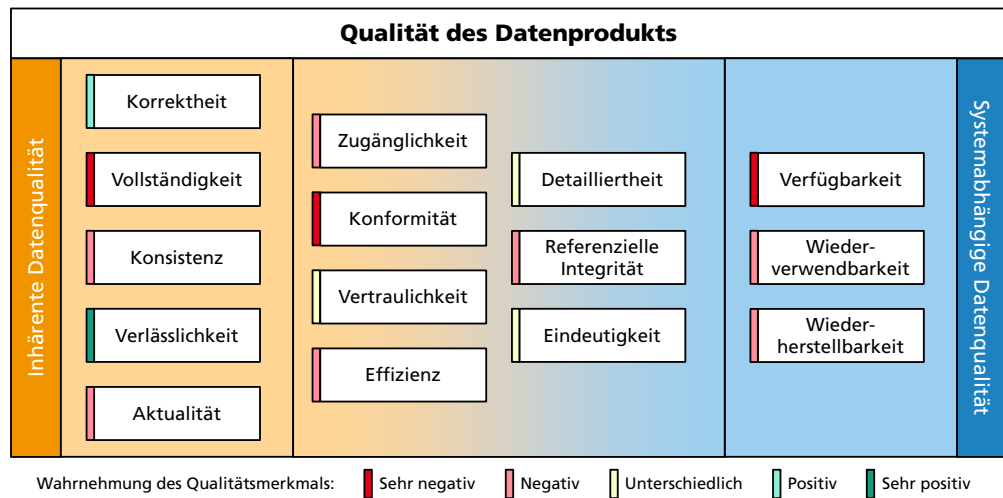 Qualität des Datenprodukts
Inhärente Datenqualität
Korrektheit
Vollständigkeit
Konsistenz
Verlässlichkeit
Aktualität
Zugänglichkeit
Konformität
Vertraulichkeit
Effizienz
Detailliertheit
Referenzielle
Integrität
Eindeutigkeit
Verfügbarkeit
Wieder-
verwendbarkeit
Wieder-
herstellbarkeit
Systemabhängige Datenqualität
Wahrnehmung des Qualitätsmerkmals: Sehr negativ Negativ Unterschiedlich Positiv Sehr positiv